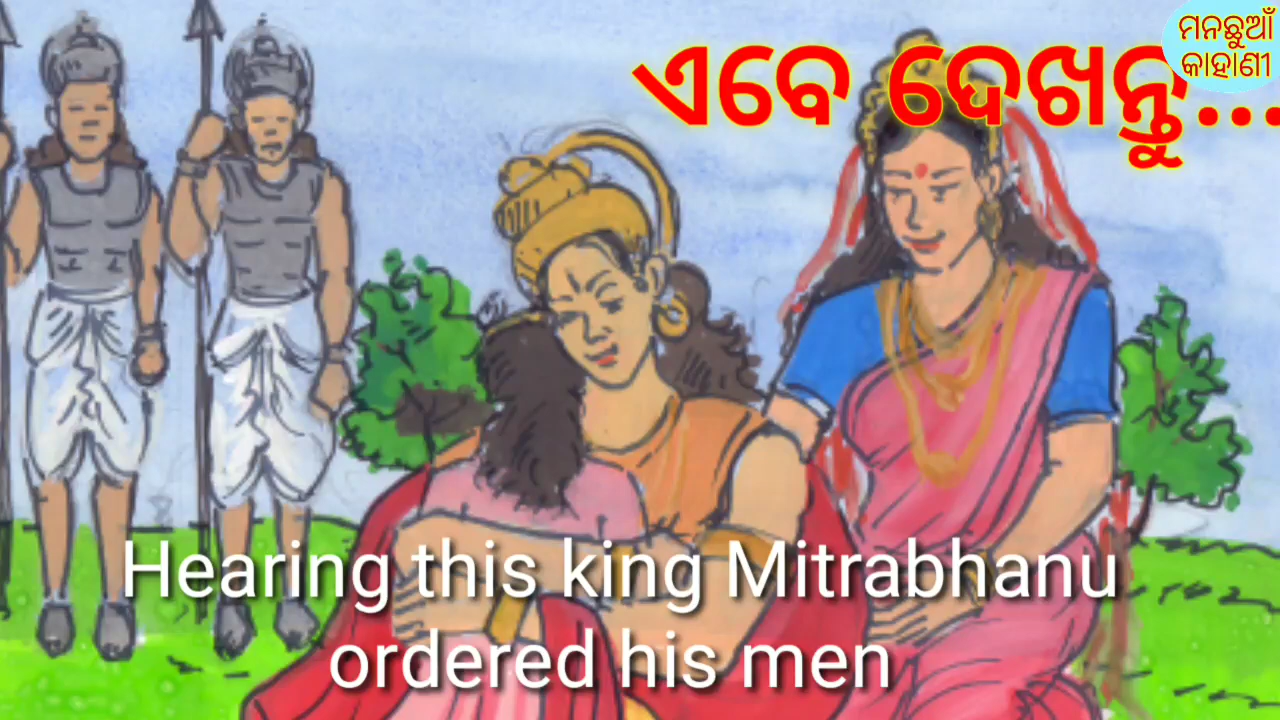 ଏବେ ଦେଖନ୍ତୁ...
ମନଛୁଆଁ
କାହାଣୀ
Hearing this king Mitrabhanu
ordered his men